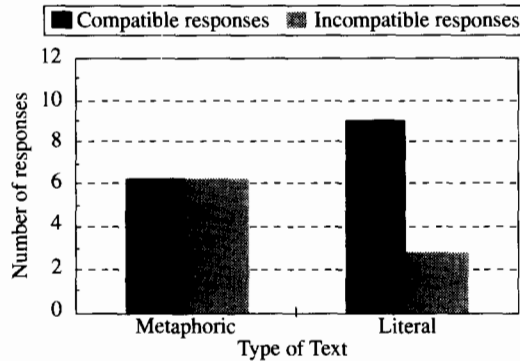 Compatible responses Incompatible responses
12
10
8
6
4
2
0
Number of responses
Metaphoric Literal
Type of Text